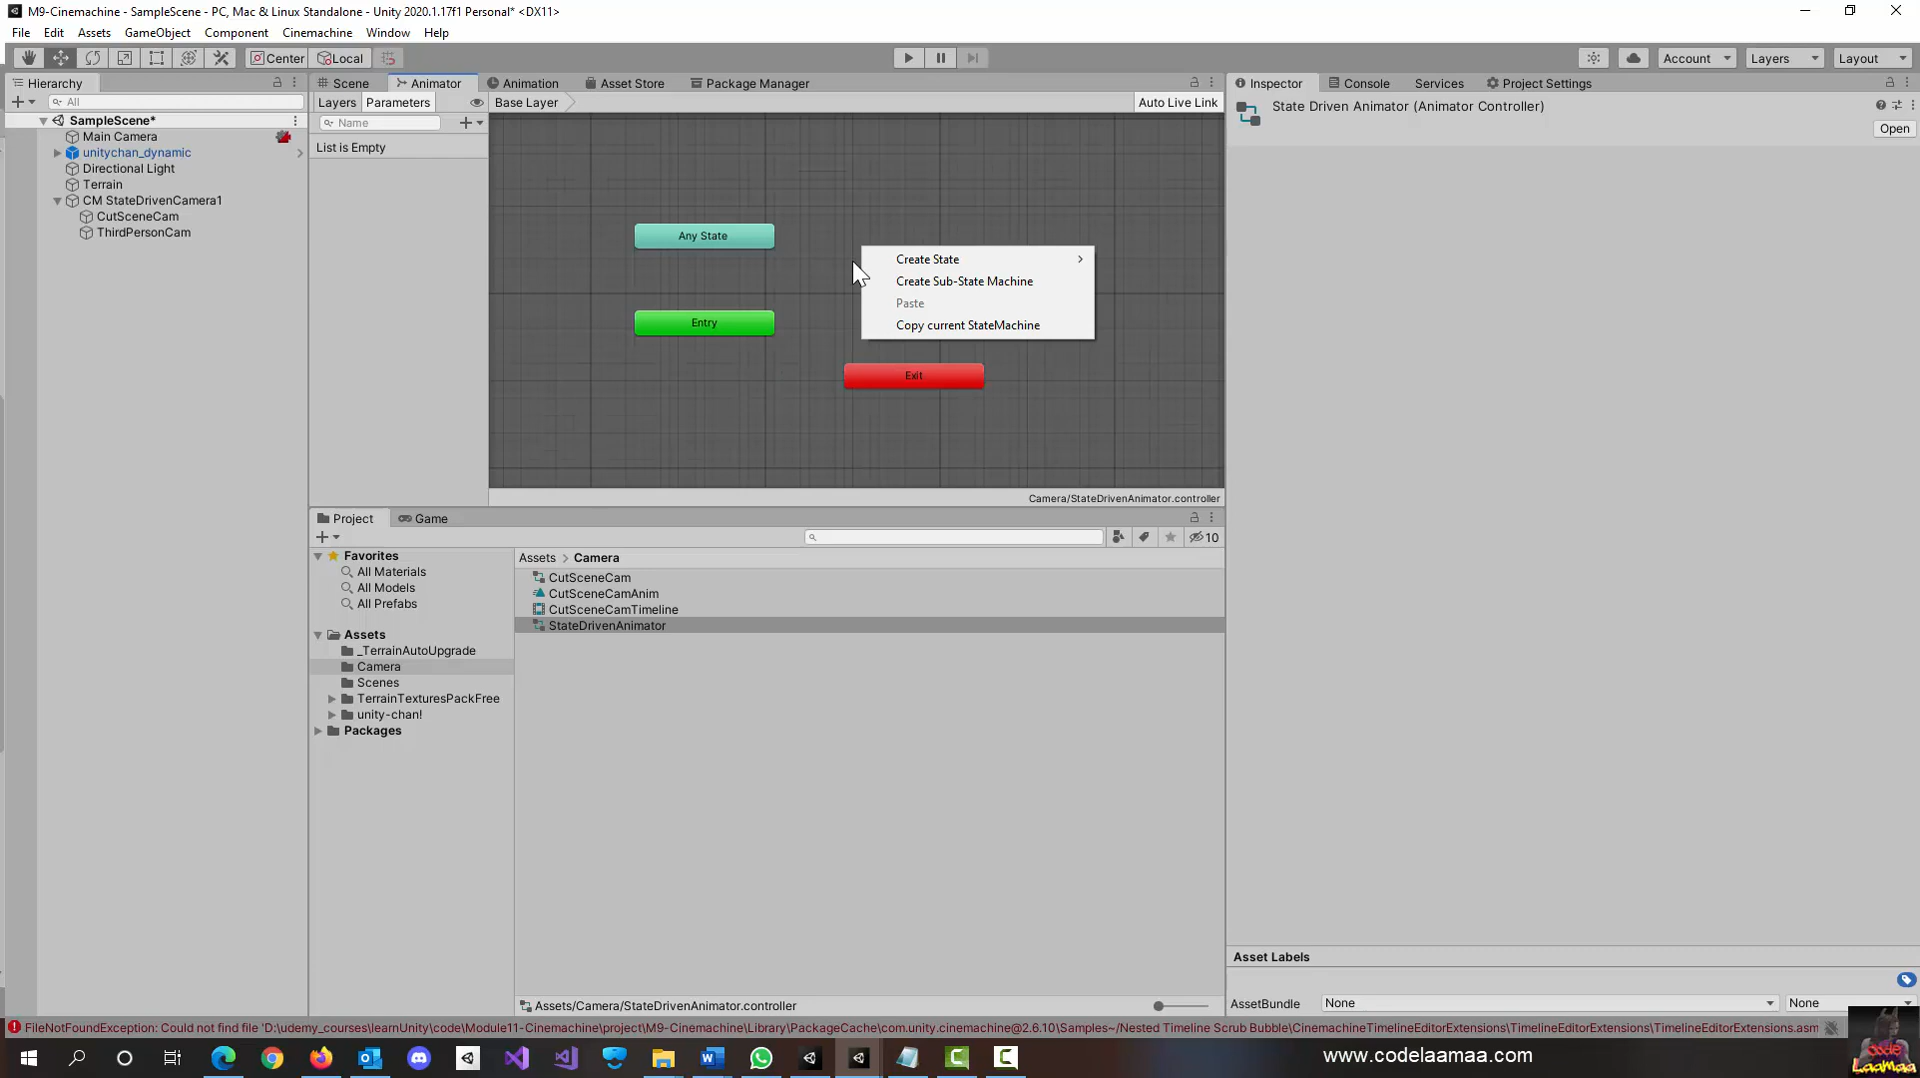 M9-Cinemachine - SampleScene - PC, Mac & Linux Standalone - Unity 2020.1.17f1 Personal* <DX11>
File Edit Assets GameObject Component Cinemachine Window Help
Center Local Account Layers Layout
Hierarchy
All
SampleScene*
Main Camera
unitychan_dynamic
Directional Light
Terrain
CM StateDrivenCamera1
CutSceneCam
ThirdPersonCam
Scene Animator Animation Asset Store Package Manager
Layers Parameters Base Layer Auto Live Link
Name
List is Empty
Any State
Entry
Exit
Create State
Create Sub-State Machine
Paste
Copy current StateMachine
Camera/StateDrivenAnimator.controller
Project Game
10
Favorites
All Materials
All Models
All Prefabs
Assets
_TerrainAutoUpgrade
Camera
Scenes
TerrainTexturesPackFree
unity-chan!
Packages
Assets > Camera
CutSceneCam
CutSceneCamAnim
CutSceneCamTimeline
StateDrivenAnimator
Assets/Camera/StateDrivenAnimator.controller
Inspector Console Services Project Settings
State Driven Animator (Animator Controller)
Open
Asset Labels
AssetBundle None None
FileNotFoundException: Could not find file 'D:\udemy_courses\learnUnity\code\Module11-Cinemachine\project\M9-Cinemachine\Library\PackageCache\com.unity.cinemachine@2.6.10\Samples~/Nested Timeline Scrub Bubble\CinemachineTimelineEditorExtensions\TimelineEditorExtensions\TimelineEditorExtensions.asm
www.codelaamaa.com
Code
LaaMaa